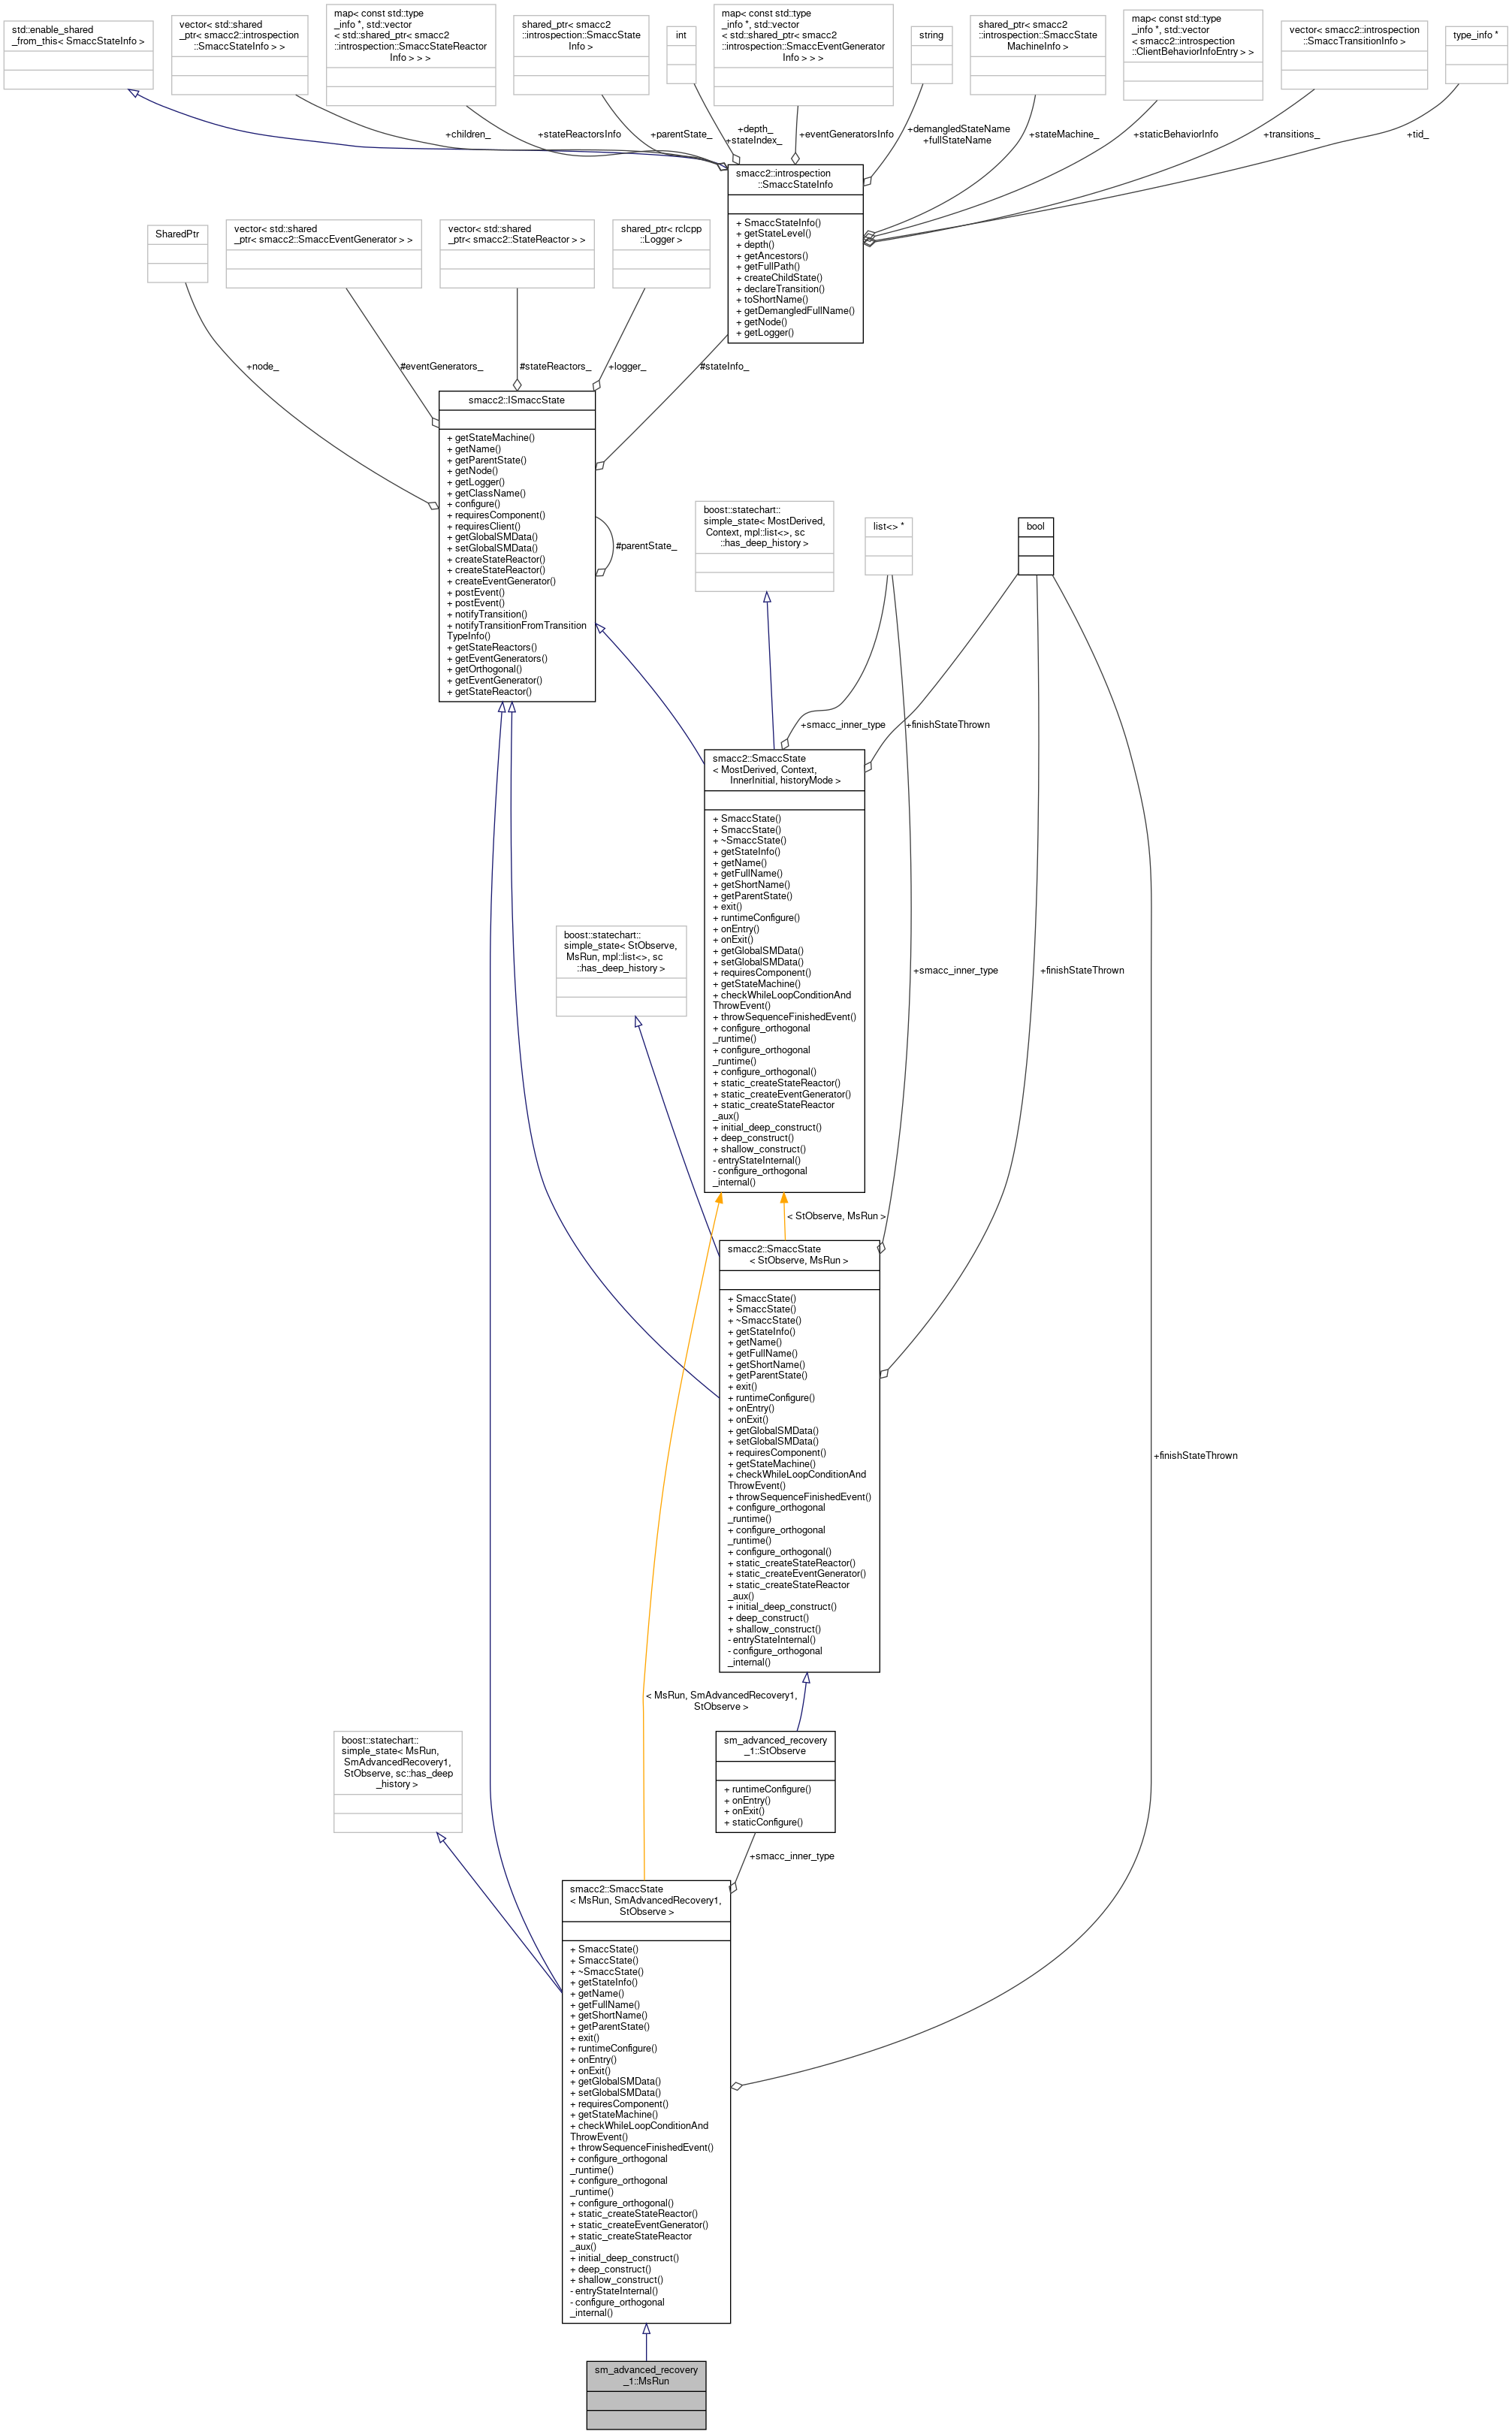 std::enable_shared
_from_this< SmaccStateInfo >
vector< std::shared
_ptr< smacc2::introspection
::SmaccStateInfo > >
map< const std::type
_info *, std::vector
< std::shared_ptr< smacc2
::introspection::SmaccStateReactor
Info > > >
shared_ptr< smacc2
::introspection::SmaccState
Info >
int
map< const std::type
_info *, std::vector
< std::shared_ptr< smacc2
::introspection::SmaccEventGenerator
Info > > >
string
shared_ptr< smacc2
::introspection::SmaccState
MachineInfo >
map< const std::type
_info *, std::vector
< smacc2::introspection
::ClientBehaviorInfoEntry > >
vector< smacc2::introspection
::SmaccTransitionInfo >
type_info *
+children_
+stateReactorsInfo
+parentState_
+depth_
+stateIndex_
+eventGeneratorsInfo
+demangledStateName
+fullStateName
+stateMachine_
+staticBehaviorInfo
+transitions_
+tid_
smacc2::introspection
::SmaccStateInfo
+ SmaccStateInfo()
+ getStateLevel()
+ depth()
+ getAncestors()
+ getFullPath()
+ createChildState()
+ declareTransition()
+ toShortName()
+ getDemangledFullName()
+ getNode()
+ getLogger()
SharedPtr
vector< std::shared
_ptr< smacc2::SmaccEventGenerator > >
vector< std::shared
_ptr< smacc2::StateReactor > >
shared_ptr< rclcpp
::Logger >
+node_
#eventGenerators_
#stateReactors_
+logger_
#stateInfo_
smacc2::ISmaccState
+ getStateMachine()
+ getName()
+ getParentState()
+ getNode()
+ getLogger()
+ getClassName()
+ configure()
+ requiresComponent()
+ requiresClient()
+ getGlobalSMData()
+ setGlobalSMData()
+ createStateReactor()
+ createStateReactor()
+ createEventGenerator()
+ postEvent()
+ postEvent()
+ notifyTransition()
+ notifyTransitionFromTransition
TypeInfo()
+ getStateReactors()
+ getEventGenerators()
+ getOrthogonal()
+ getEventGenerator()
+ getStateReactor()
#parentState_
boost::statechart::
simple_state< MostDerived,
Context, mpl::list<>, sc
::has_deep_history >
list<> *
bool
+smacc_inner_type
+finishStateThrown
smacc2::SmaccState
< MostDerived, Context,
InnerInitial, historyMode >
+ SmaccState()
+ SmaccState()
+ ~SmaccState()
+ getStateInfo()
+ getName()
+ getFullName()
+ getShortName()
+ getParentState()
+ exit()
+ runtimeConfigure()
+ onEntry()
+ onExit()
+ getGlobalSMData()
+ setGlobalSMData()
+ requiresComponent()
+ getStateMachine()
+ checkWhileLoopConditionAnd
ThrowEvent()
+ throwSequenceFinishedEvent()
+ configure_orthogonal
_runtime()
+ configure_orthogonal
_runtime()
+ configure_orthogonal()
+ static_createStateReactor()
+ static_createEventGenerator()
+ static_createStateReactor
_aux()
+ initial_deep_construct()
+ deep_construct()
+ shallow_construct()
- entryStateInternal()
- configure_orthogonal
_internal()
boost::statechart::
simple_state< StObserve,
MsRun, mpl::list<>, sc
::has_deep_history >
+smacc_inner_type
+finishStateThrown
< StObserve, MsRun >
smacc2::SmaccState
< StObserve, MsRun >
+ SmaccState()
+ SmaccState()
+ ~SmaccState()
+ getStateInfo()
+ getName()
+ getFullName()
+ getShortName()
+ getParentState()
+ exit()
+ runtimeConfigure()
+ onEntry()
+ onExit()
+ getGlobalSMData()
+ setGlobalSMData()
+ requiresComponent()
+ getStateMachine()
+ checkWhileLoopConditionAnd
ThrowEvent()
+ throwSequenceFinishedEvent()
+ configure_orthogonal
_runtime()
+ configure_orthogonal
_runtime()
+ configure_orthogonal()
+ static_createStateReactor()
+ static_createEventGenerator()
+ static_createStateReactor
_aux()
+ initial_deep_construct()
+ deep_construct()
+ shallow_construct()
- entryStateInternal()
- configure_orthogonal
_internal()
+finishStateThrown
< MsRun, SmAdvancedRecovery1,
StObserve >
boost::statechart::
simple_state< MsRun,
SmAdvancedRecovery1,
StObserve, sc::has_deep
_history >
sm_advanced_recovery
_1::StObserve
+ runtimeConfigure()
+ onEntry()
+ onExit()
+ staticConfigure()
+smacc_inner_type
smacc2::SmaccState
< MsRun, SmAdvancedRecovery1,
StObserve >
+ SmaccState()
+ SmaccState()
+ ~SmaccState()
+ getStateInfo()
+ getName()
+ getFullName()
+ getShortName()
+ getParentState()
+ exit()
+ runtimeConfigure()
+ onEntry()
+ onExit()
+ getGlobalSMData()
+ setGlobalSMData()
+ requiresComponent()
+ getStateMachine()
+ checkWhileLoopConditionAnd
ThrowEvent()
+ throwSequenceFinishedEvent()
+ configure_orthogonal
_runtime()
+ configure_orthogonal
_runtime()
+ configure_orthogonal()
+ static_createStateReactor()
+ static_createEventGenerator()
+ static_createStateReactor
_aux()
+ initial_deep_construct()
+ deep_construct()
+ shallow_construct()
- entryStateInternal()
- configure_orthogonal
_internal()
sm_advanced_recovery
_1::MsRun